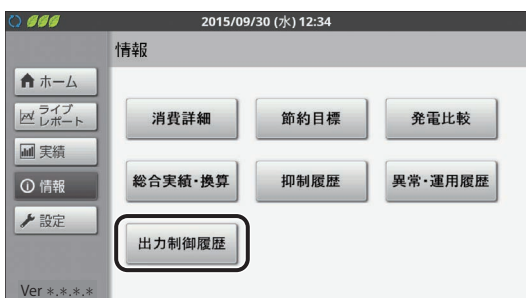 2015/09/30 (水) 12:34
情報
ホーム
ライブ
レポート
実績
情報
設定
消費詳細 節約目標 発電比較
総合実績・換算 抑制履歴 異常・運用履歴
出力制御履歴
Ver *.*.*.*